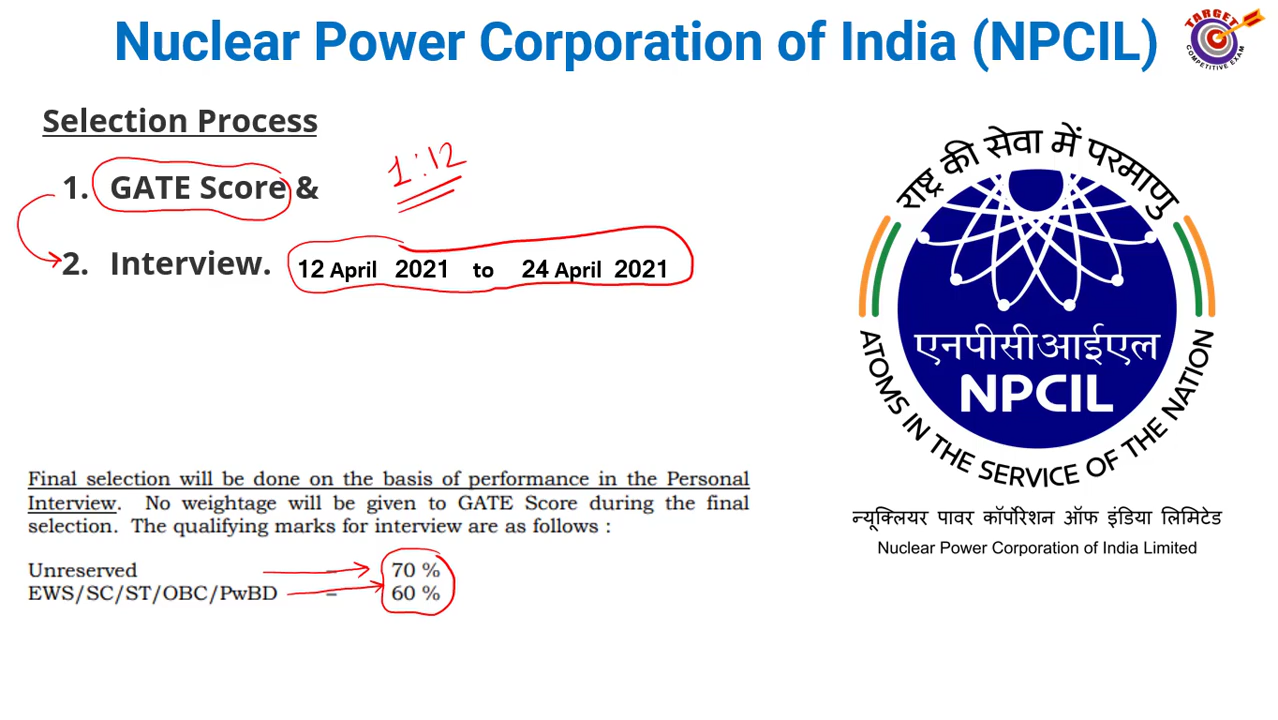 Nuclear Power Corporation of India (NPCIL)
TARGET
COMPETITIVE EXAM
Selection Process
1. GATE Score &
1:12
2. Interview. 12 April 2021 to 24 April 2021
राष्ट्र की सेवा में परमाणु
एनपीसीआईएल
NPCIL
ATOMS IN THE SERVICE OF THE NATION
न्यूक्लियर पावर कॉर्पोरेशन ऑफ इंडिया लिमिटेड
Nuclear Power Corporation of India Limited
Final selection will be done on the basis of performance in the Personal
Interview. No weightage will be given to GATE Score during the final
selection. The qualifying marks for interview are as follows :
Unreserved – 70 %
EWS/SC/ST/OBC/PwBD – 60 %